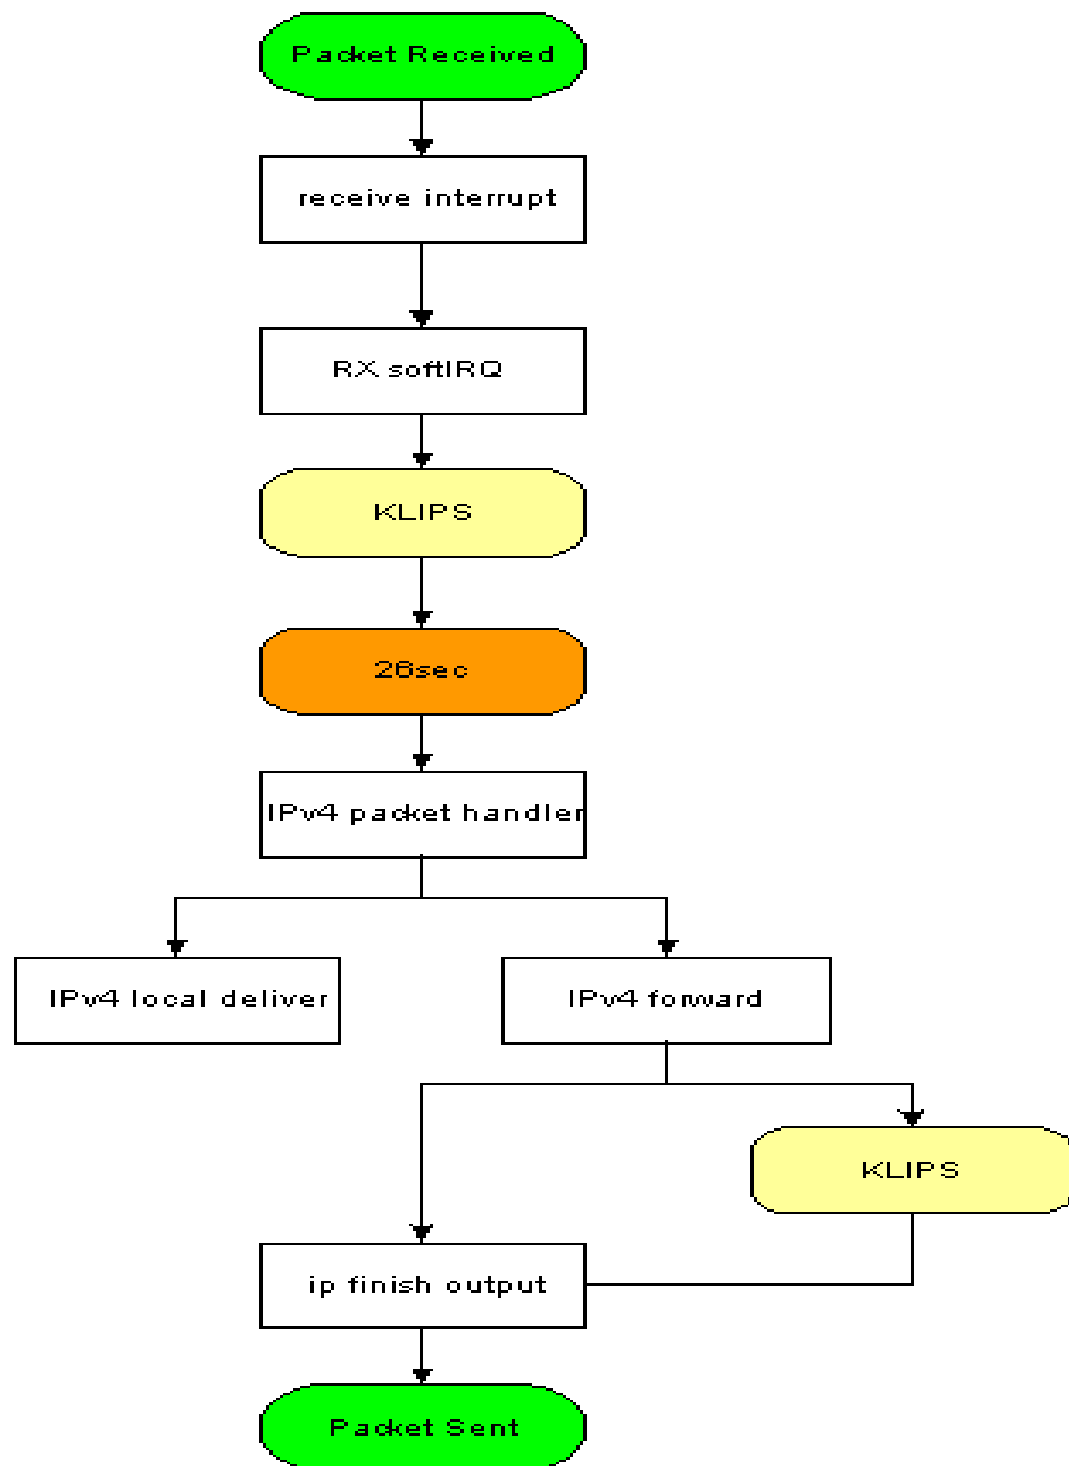 Packet Received
receive interrupt
RX softIRQ
KLIPS
26sec
IPv4 packet handler
IPv4 local deliver
IPv4 forward
KLIPS
ip finish output
Packet Sent